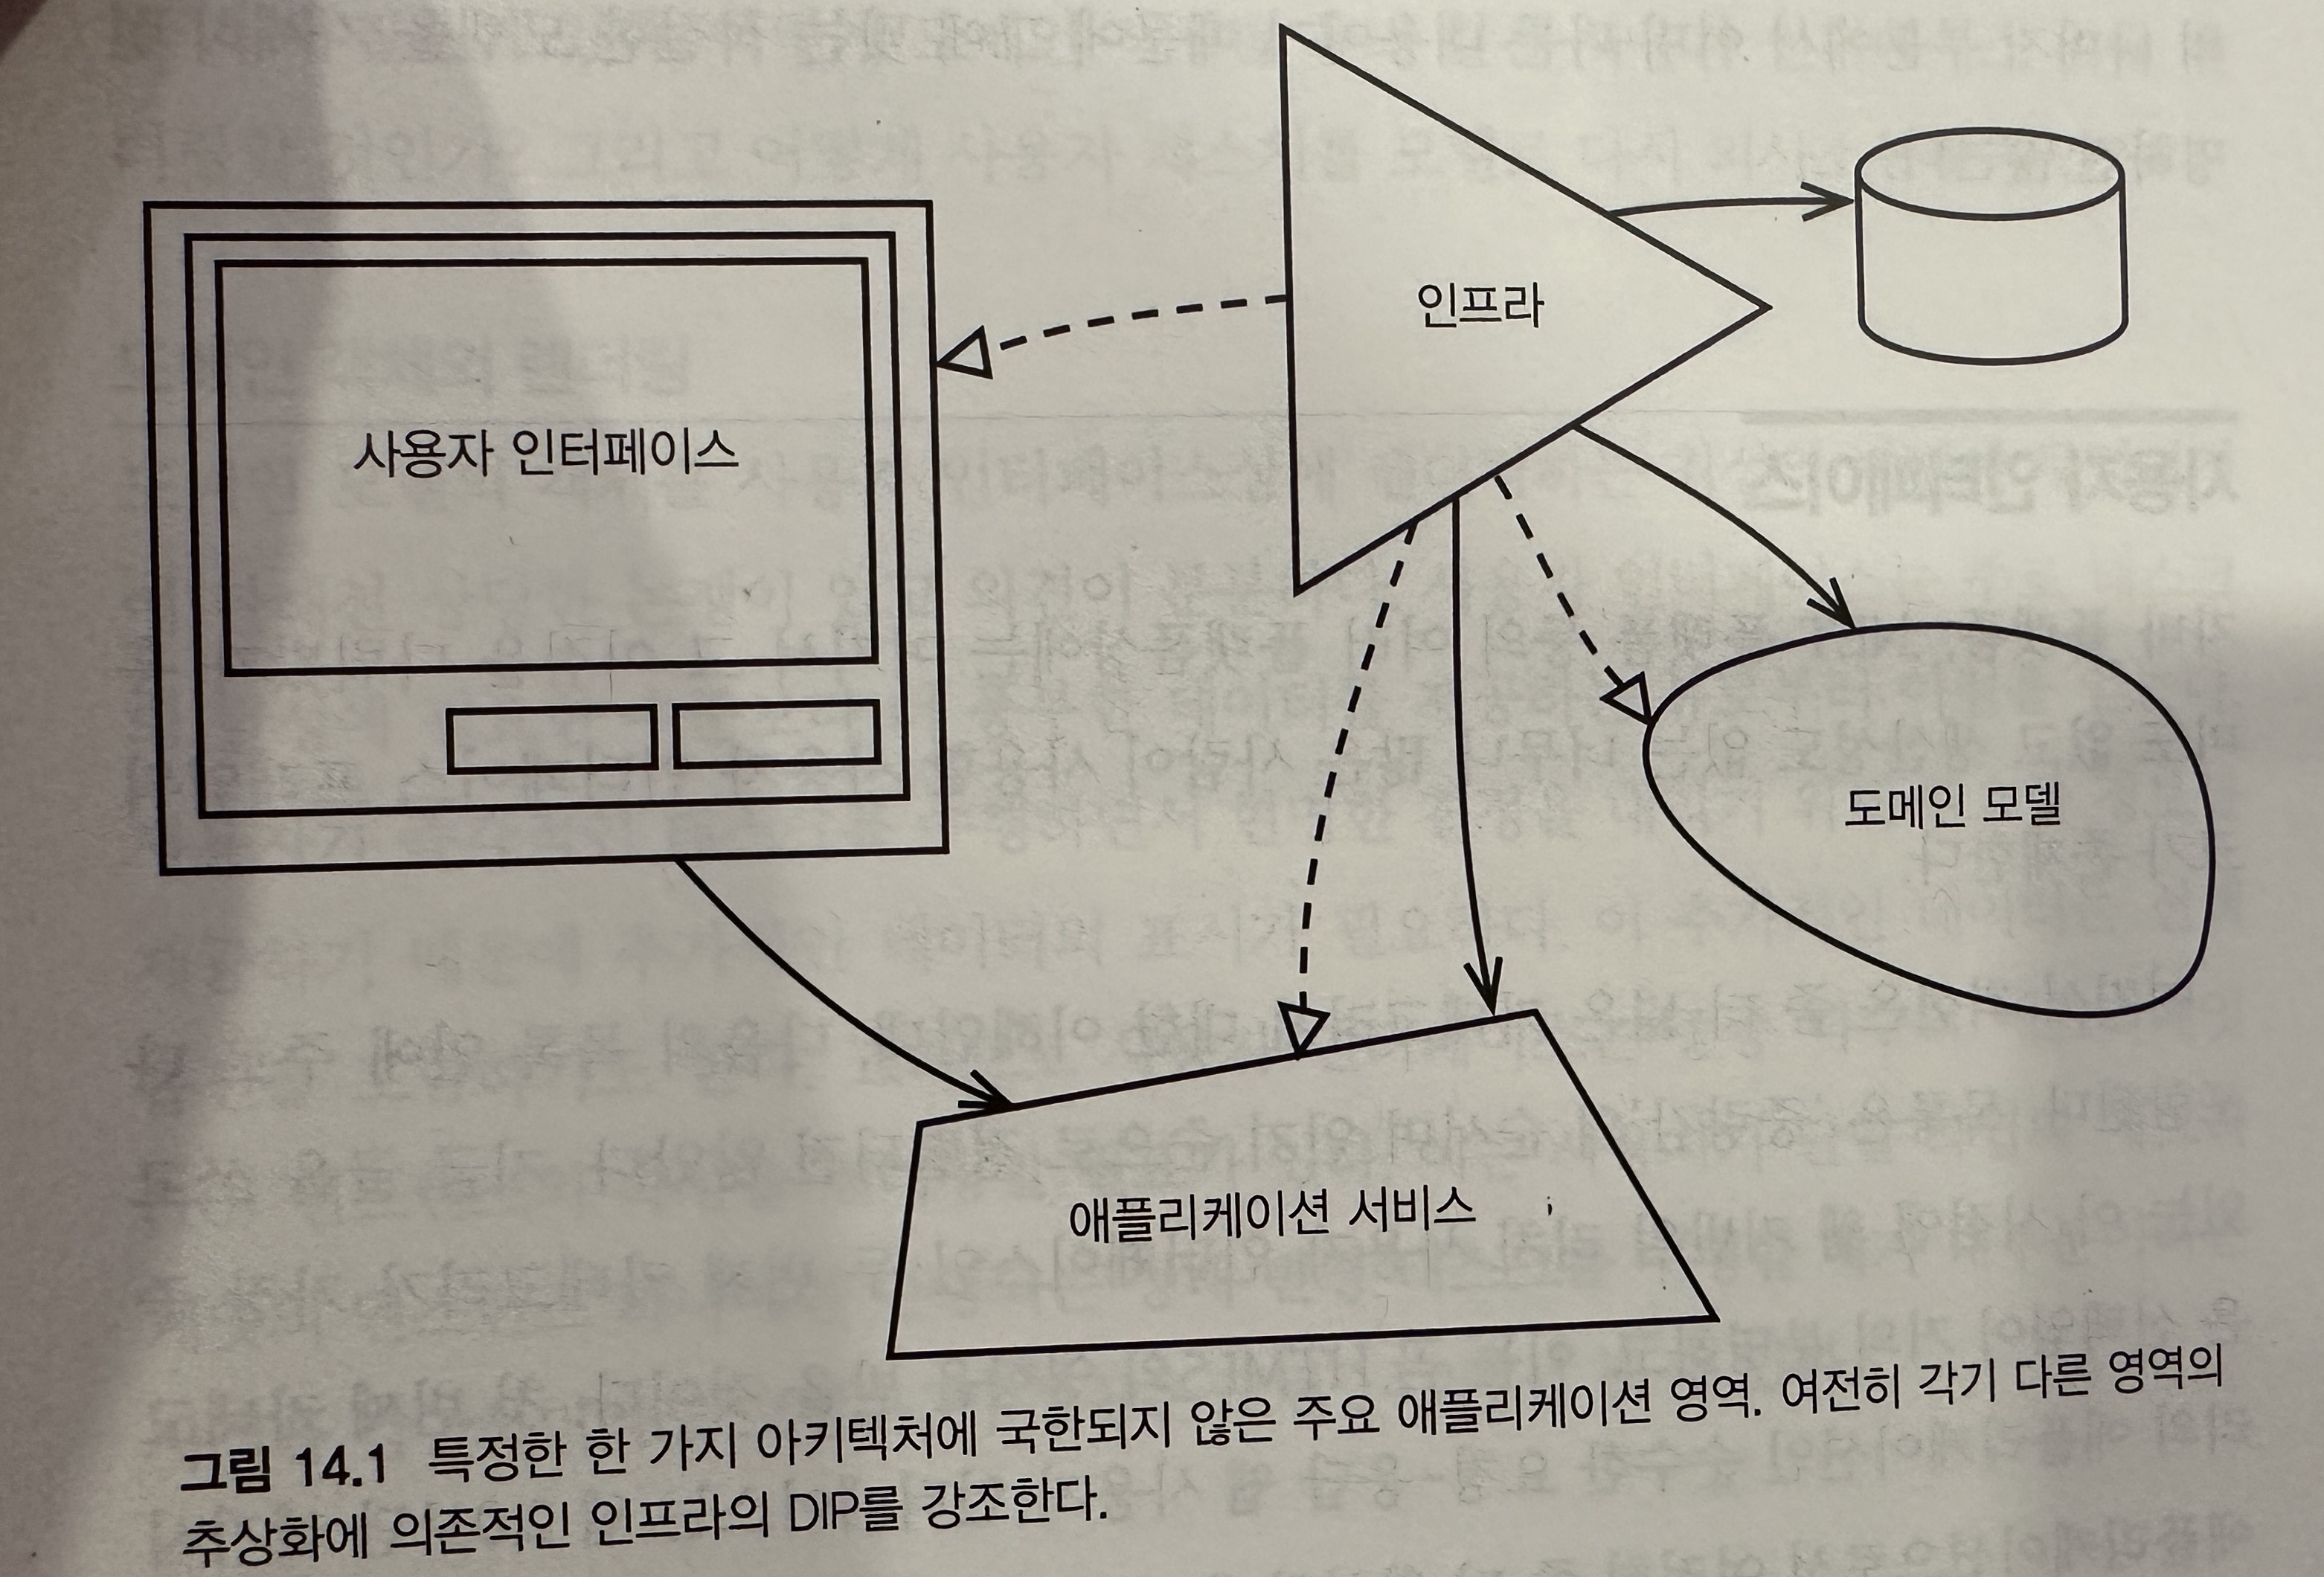 인프라
사용자 인터페이스
도메인 모델
애플리케이션 서비스
그림 14.1 특정한 한 가지 아키텍처에 국한되지 않은 주요 애플리케이션 영역. 여전히 각기 다른 영역의
추상화에 의존적인 인프라의 DIP를 강조한다.